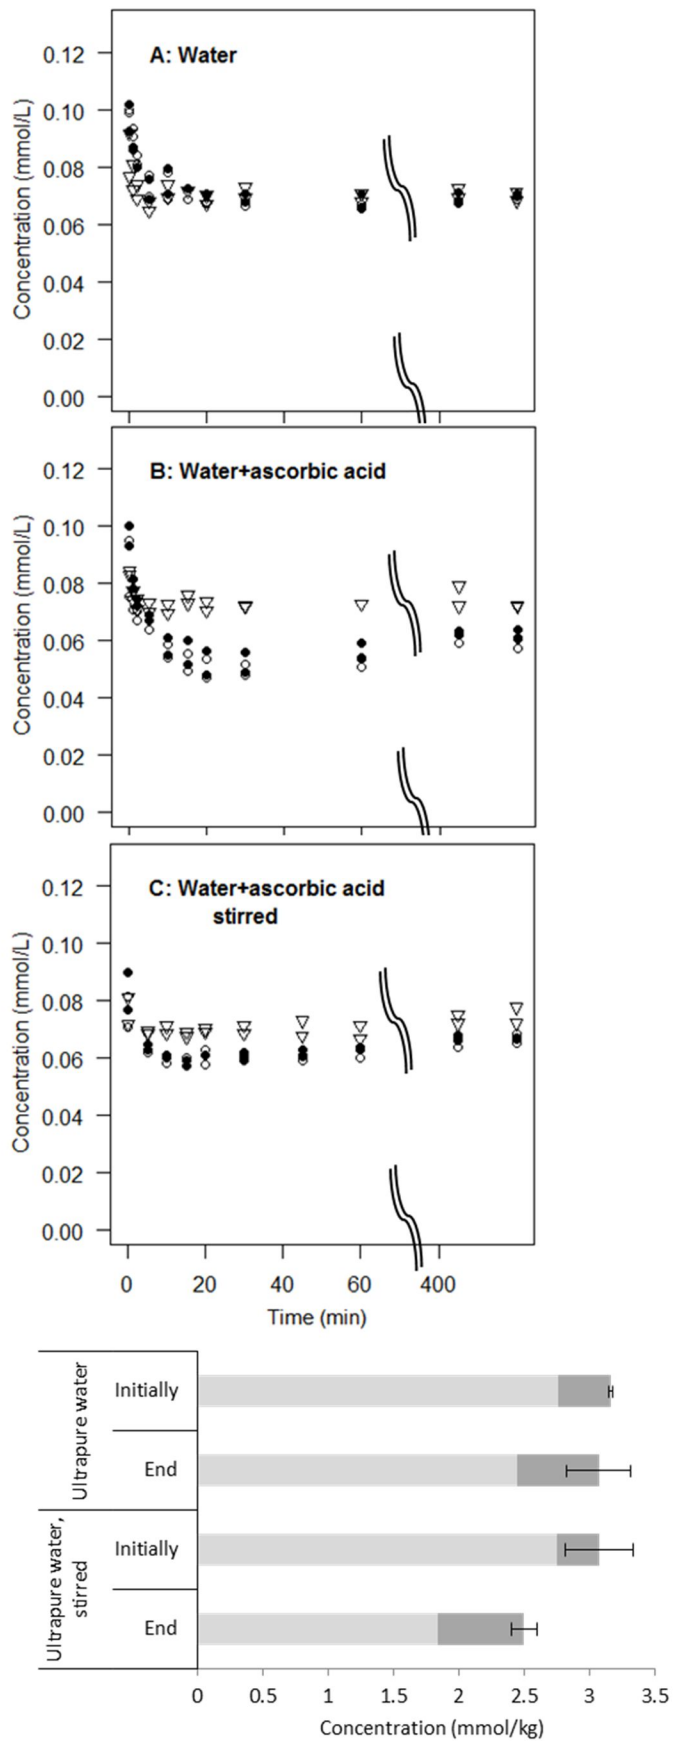 A: Water
Concentration (mmol/L)
0.12
0.10
0.08
0.06
0.04
0.02
0.00
B: Water+ascorbic acid
Concentration (mmol/L)
0.12
0.10
0.08
0.06
0.04
0.02
0.00
C: Water+ascorbic acid
stirred
Concentration (mmol/L)
0.12
0.10
0.08
0.06
0.04
0.02
0.00
0 20 40 60 400
Time (min)
Ultrapure water
Initially
End
Ultrapure water,
stirred
Initially
End
0 0.5 1 1.5 2 2.5 3 3.5
Concentration (mmol/kg)